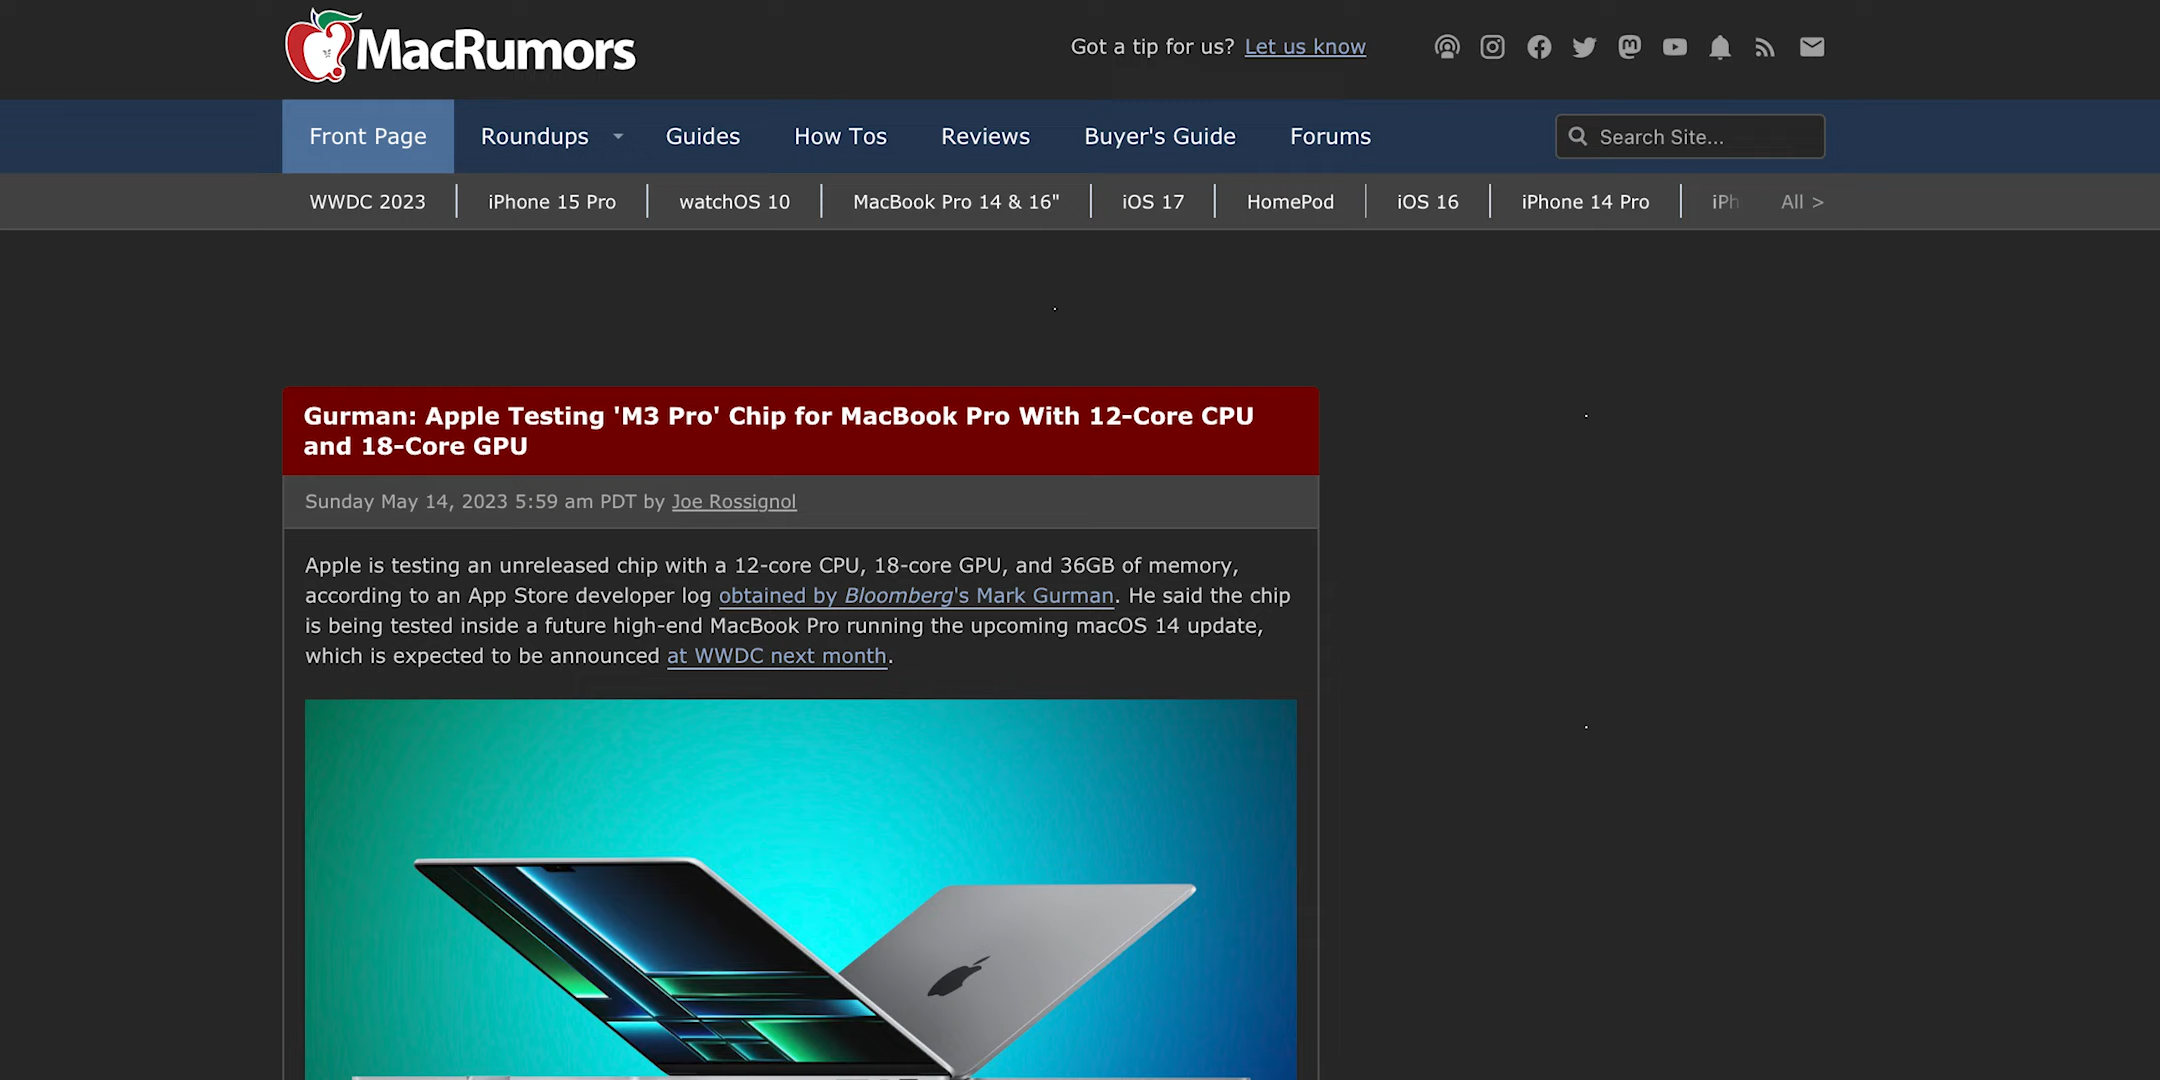 MacRumors
Got a tip for us? Let us know
Front Page
Roundups
Guides
How Tos
Reviews
Buyer's Guide
Forums
Search Site...
WWDC 2023
iPhone 15 Pro
watchOS 10
MacBook Pro 14 & 16"
iOS 17
HomePod
iOS 16
iPhone 14 Pro
iPh
All >
Gurman: Apple Testing 'M3 Pro' Chip for MacBook Pro With 12-Core CPU
and 18-Core GPU
Sunday May 14, 2023 5:59 am PDT by Joe Rossignol
Apple is testing an unreleased chip with a 12-core CPU, 18-core GPU, and 36GB of memory,
according to an App Store developer log obtained by Bloomberg's Mark Gurman. He said the chip
is being tested inside a future high-end MacBook Pro running the upcoming macOS 14 update,
which is expected to be announced at WWDC next month.